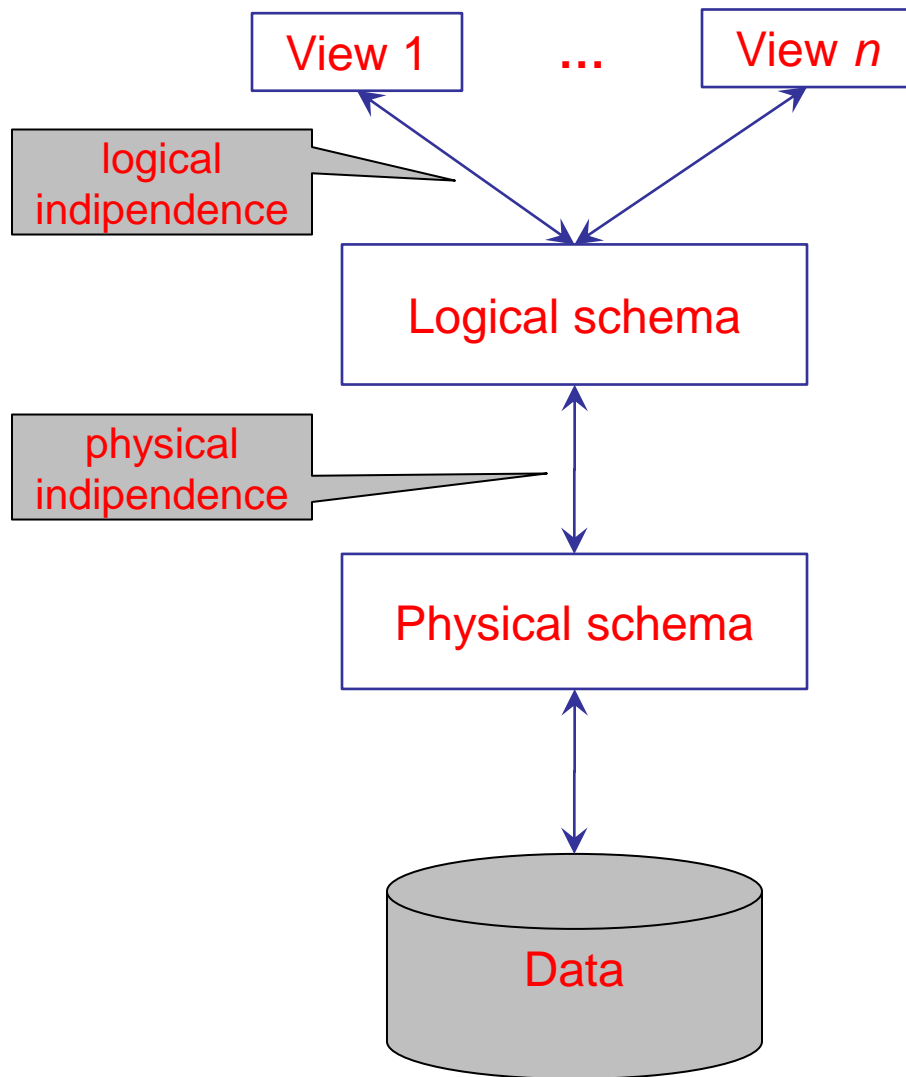 View 1 ... View n
logical
indipendence
Logical schema
physical
indipendence
Physical schema
Data